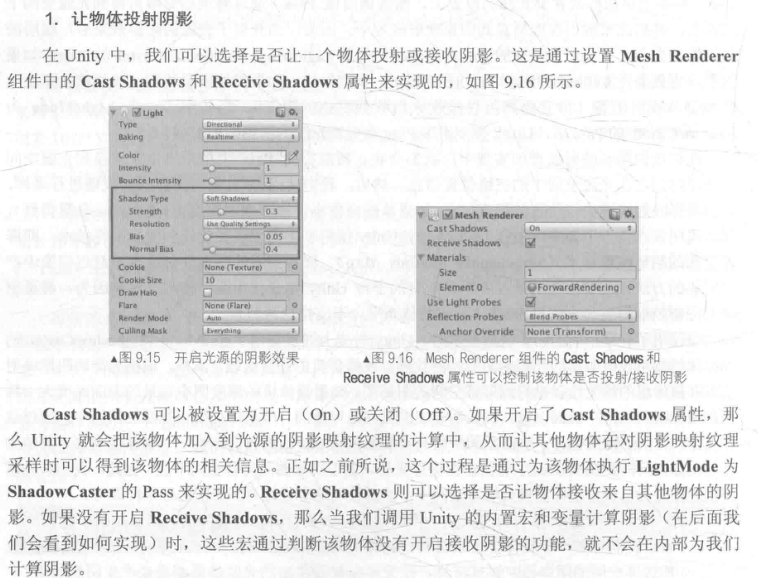 1. 让物体投射阴影
在 Unity 中，我们可以选择是否让一个物体投射或接收阴影。这是通过设置 Mesh Renderer
组件中的 Cast Shadows 和 Receive Shadows 属性来实现的，如图 9.16 所示。
Light
Type Directional
Baking Realtime
Color
Intensity 1
Bounce Intensity 1
Shadow Type Soft Shadows
Strength 0.3
Resolution Use Quality Settings
Bias 0.05
Normal Bias 0.4
Cookie None (Texture)
Cookie Size 10
Draw Halo
Flare None (Flare)
Render Mode Auto
Culling Mask Everything
▲图 9.15 开启光源的阴影效果
Mesh Renderer
Cast Shadows On
Receive Shadows
Materials
Size 1
Element 0 ForwardRendering
Use Light Probes
Reflection Probes Blend Probes
Anchor Override None (Transform)
▲图 9.16 Mesh Renderer 组件的 Cast Shadows 和
Receive Shadows 属性可以控制该物体是否投射/接收阴影
Cast Shadows 可以被设置为开启（On）或关闭（Off）。如果开启了 Cast Shadows 属性，那
么 Unity 就会把该物体加入到光源的阴影映射纹理的计算中，从而让其他物体在对阴影映射纹理
采样时可以得到该物体的相关信息。正如之前所说，这个过程是通过为该物体执行 LightMode 为
ShadowCaster 的 Pass 来实现的。Receive Shadows 则可以选择是否让物体接收来自其他物体的阴
影。如果没有开启 Receive Shadows，那么当我们调用 Unity 的内置宏和变量计算阴影（在后面我
们会看到如何实现）时，这些宏通过判断该物体没有开启接收阴影的功能，就不会在内部为我们
计算阴影。